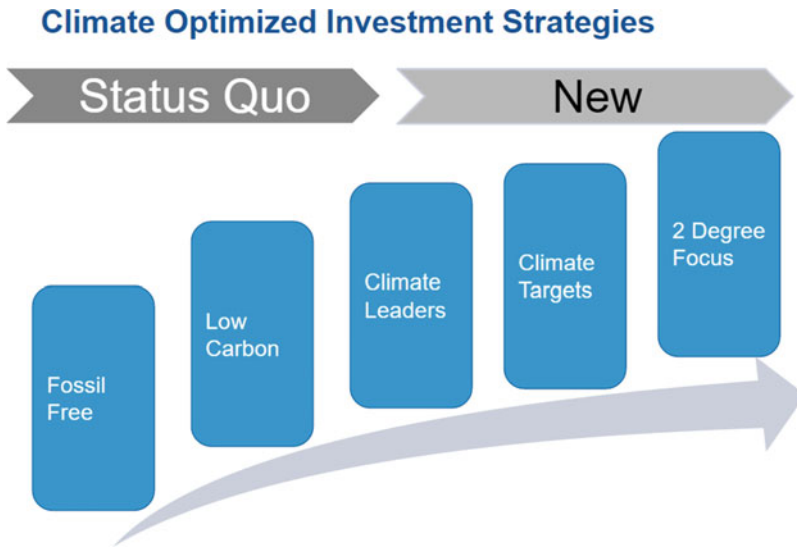 Climate Optimized Investment Strategies
Status Quo
New
Fossil
Free
Low
Carbon
Climate
Leaders
Climate
Targets
2 Degree
Focus